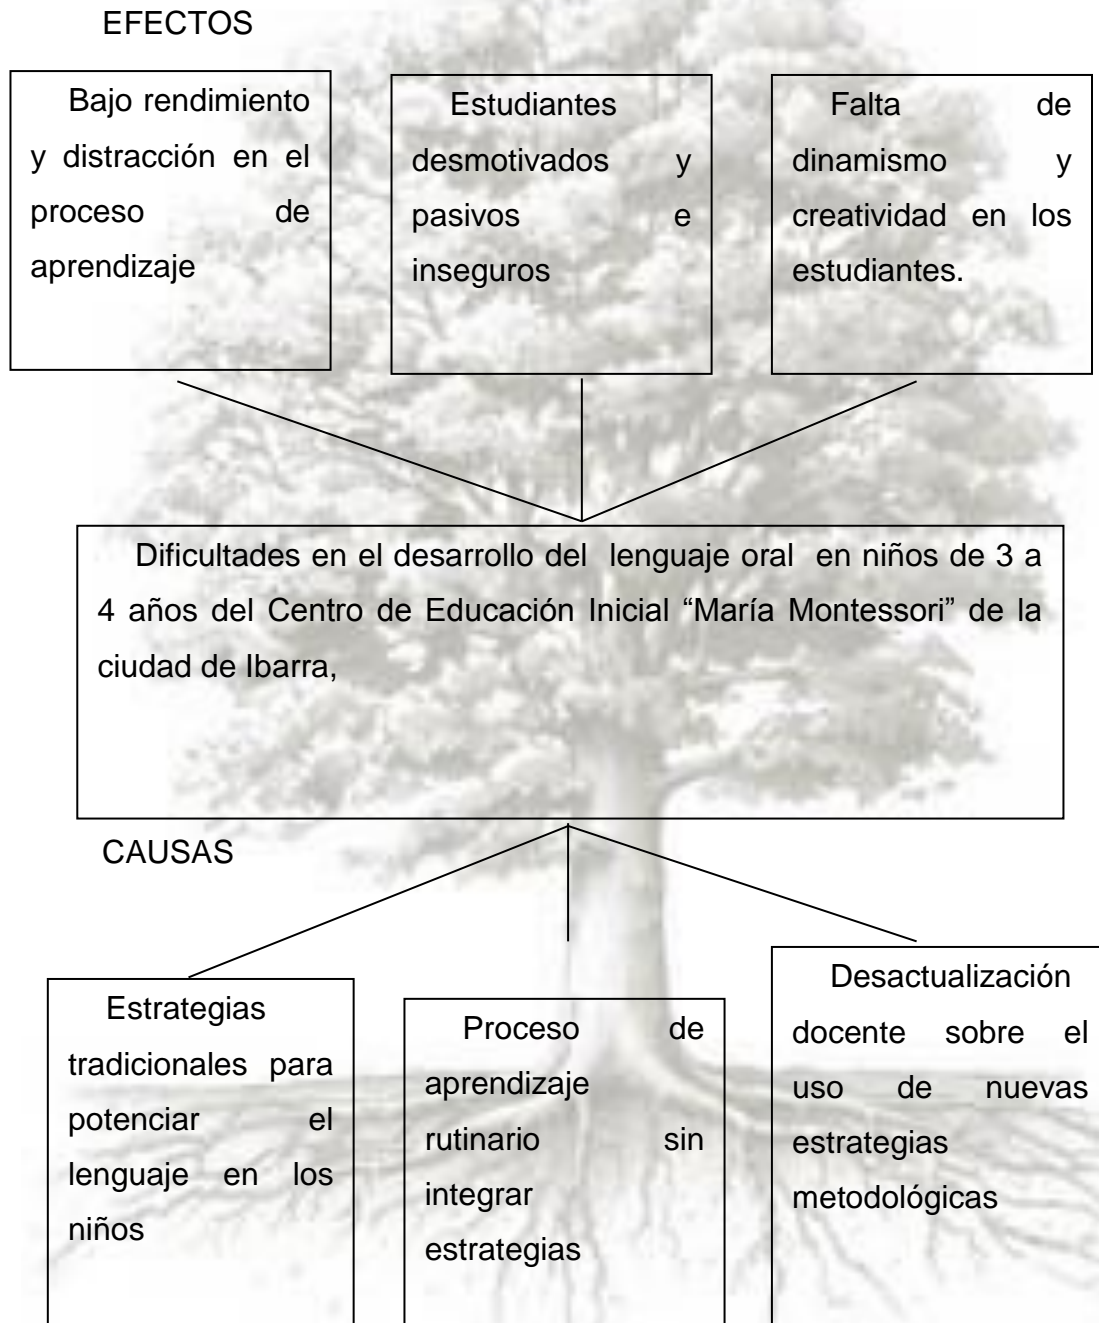 EFECTOS
Bajo rendimiento
y distracción en el
proceso de
aprendizaje
Estudiantes
desmotivados y
pasivos e
inseguros
Falta de
dinamismo y
creatividad en los
estudiantes.
Dificultades en el desarrollo del lenguaje oral en niños de 3 a
4 años del Centro de Educación Inicial “María Montessori” de la
ciudad de Ibarra,
CAUSAS
Estrategias
tradicionales para
potenciar el
lenguaje en los
niños
Proceso de
aprendizaje
rutinario sin
integrar
estrategias
Desactualización
docente sobre el
uso de nuevas
estrategias
metodológicas